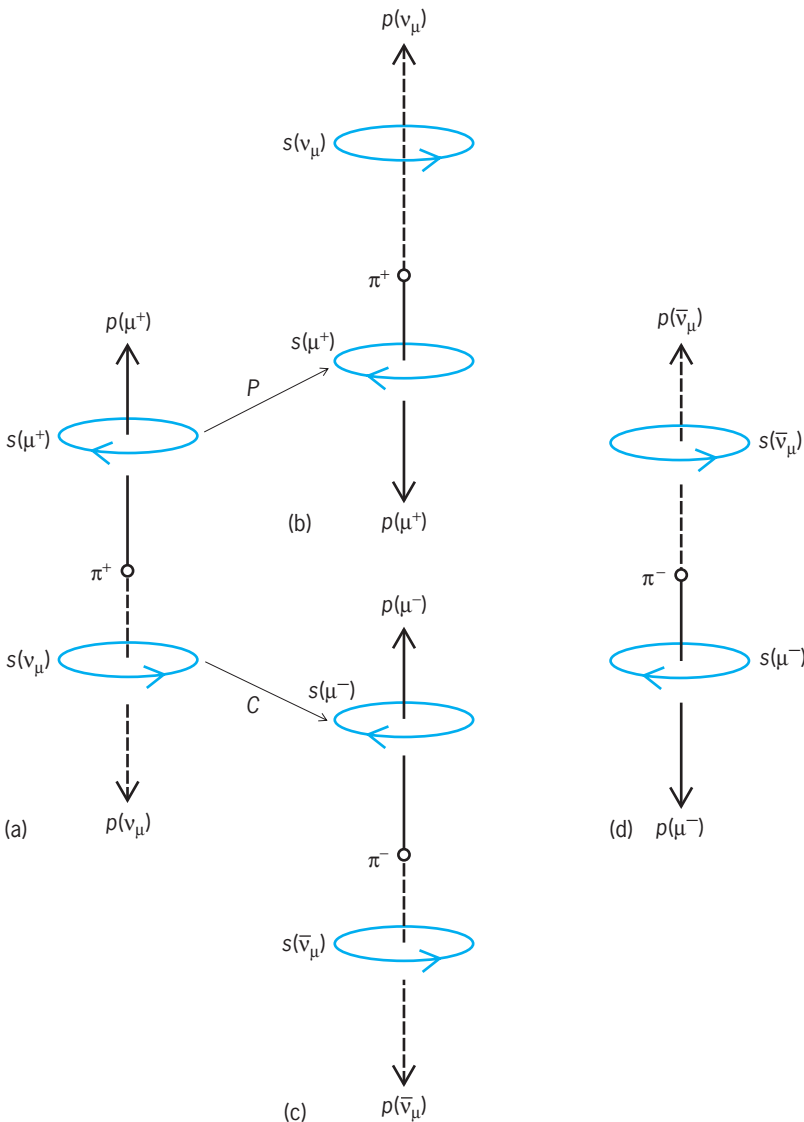 p(μ⁺)
s(μ⁺)
π⁺
s(νμ)
p(νμ)
(a)
p(νμ)
s(νμ)
π⁺
s(μ⁺)
P
(b)
p(μ⁺)
p(μ⁻)
s(μ⁻)
C
π⁻
s(ν̅μ)
p(ν̅μ)
(c)
p(ν̅μ)
s(ν̅μ)
π⁻
s(μ⁻)
(d) p(μ⁻)